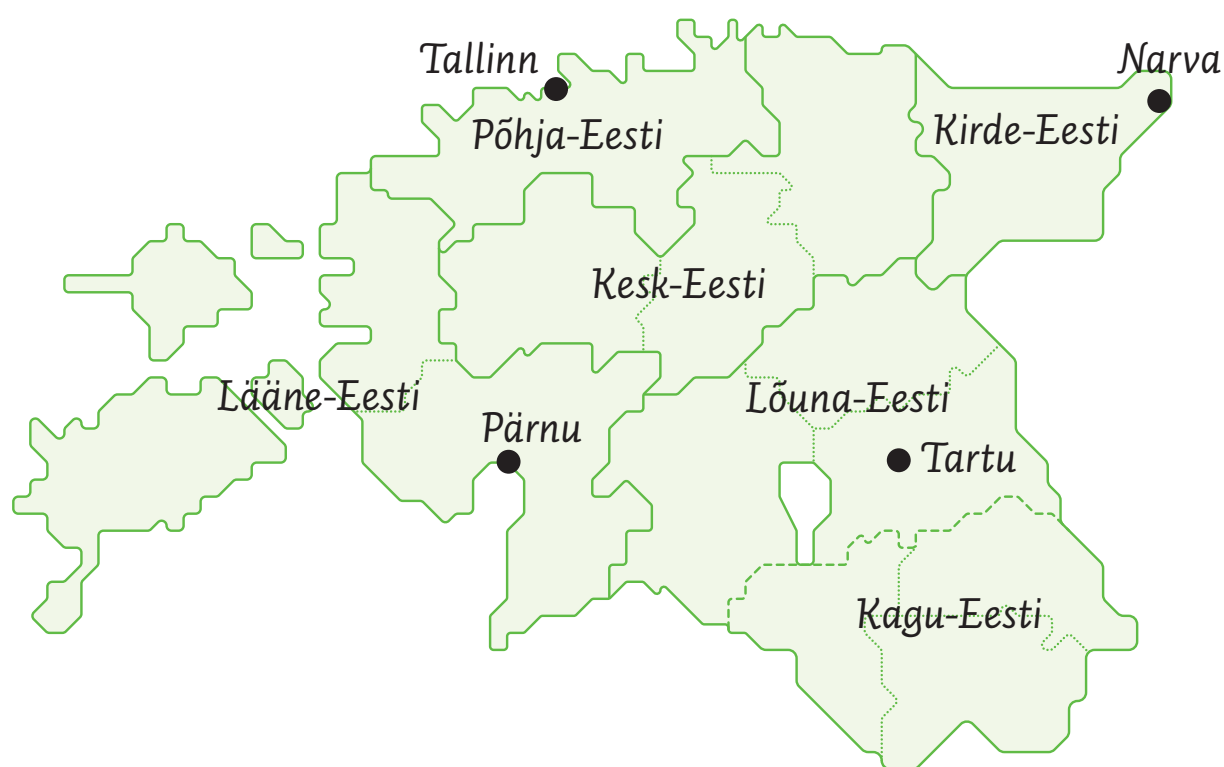 Tallinn
Narva
Põhja-Eesti
Kirde-Eesti
Kesk-Eesti
Lääne-Eesti
Lõuna-Eesti
Pärnu
Tartu
Kagu-Eesti